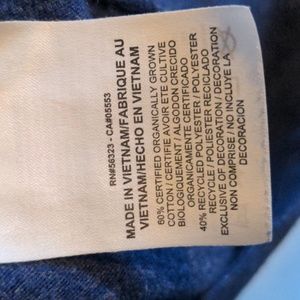 RN#56323 - CA#05553
MADE IN VIETNAM/FABRIQUE AU
VIETNAM/HECHO EN VIETNAM
60% CERTIFIED ORGANICALLY GROWN
COTTON / CERTIFIÉE AVOIR ÉTÉ CULTIVÉ
BIOLOGIQUEMENT / ALGODÓN CRECIDO
ORGÁNICAMENTE CERTIFICADO
40% RECYCLED POLYESTER / POLYESTER
RECYCLÉ / POLIÉSTER RECICLADO
EXCLUSIVE OF DECORATION / DÉCORATION
NON COMPRISE / NO INCLUYE LA
DECORACIÓN